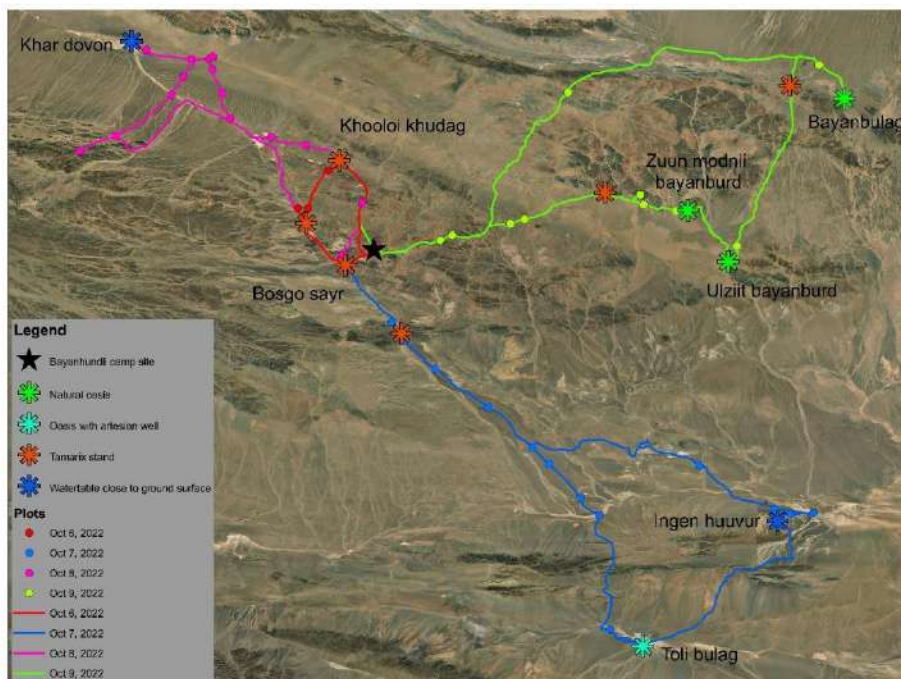 Khar dovon
Khooloi khudag
Bayanbulag
Zuun modnii
bayanburd
Ulziit bayanburd
Bosgo sayr
Ingen huuvur
Toli bulag
Legend
Bayanhundii camp site
Natural oasis
Oasis with artesian well
Tamarix stand
Watertable close to ground surface
Plots
Oct 6, 2022
Oct 7, 2022
Oct 8, 2022
Oct 9, 2022
Oct 6, 2022
Oct 7, 2022
Oct 8, 2022
Oct 9, 2022